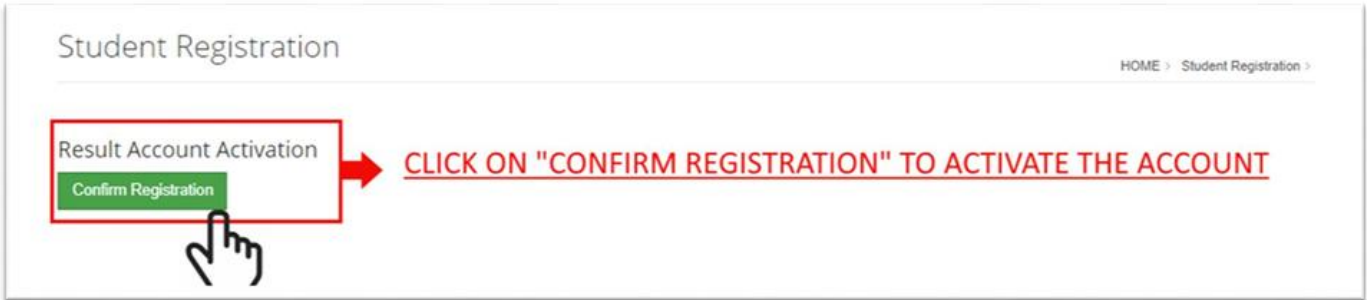 Student Registration
HOME > Student Registration >
Result Account Activation
Confirm Registration
CLICK ON "CONFIRM REGISTRATION" TO ACTIVATE THE ACCOUNT